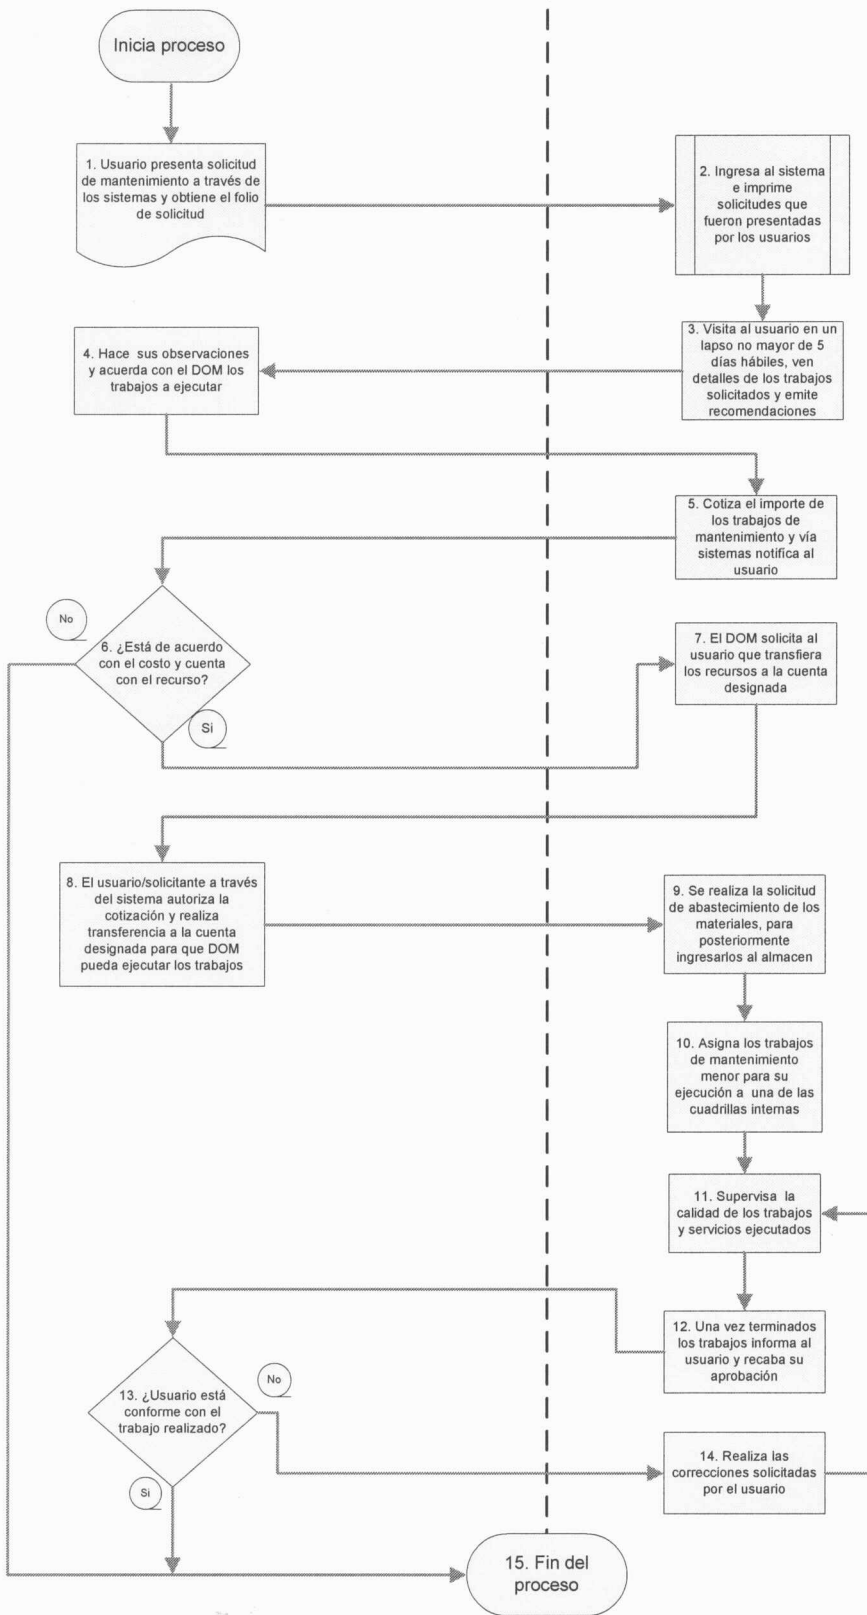 Inicia proceso
1. Usuario presenta solicitud
de mantenimiento a través de
los sistemas y obtiene el folio
de solicitud
2. Ingresa al sistema
e imprime
solicitudes que
fueron presentadas
por los usuarios
3. Visita al usuario en un
lapso no mayor de 5
días hábiles, ven
detalles de los trabajos
solicitados y emite
recomendaciones
4. Hace sus observaciones
y acuerda con el DOM los
trabajos a ejecutar
5. Cotiza el importe de
los trabajos de
mantenimiento y vía
sistemas notifica al
usuario
No
6. ¿Está de acuerdo
con el costo y cuenta
con el recurso?
Si
7. El DOM solicita al
usuario que transfiera
los recursos a la cuenta
designada
8. El usuario/solicitante a través
del sistema autoriza la
cotización y realiza
transferencia a la cuenta
designada para que DOM
pueda ejecutar los trabajos
9. Se realiza la solicitud
de abastecimiento de los
materiales, para
posteriormente
ingresarlos al almacen
10. Asigna los trabajos
de mantenimiento
menor para su
ejecución a una de las
cuadrillas internas
11. Supervisa la
calidad de los trabajos
y servicios ejecutados
12. Una vez terminados
los trabajos informa al
usuario y recaba su
aprobación
13. ¿Usuario está
conforme con el
trabajo realizado?
No
Si
14. Realiza las
correcciones solicitadas
por el usuario
15. Fin del
proceso